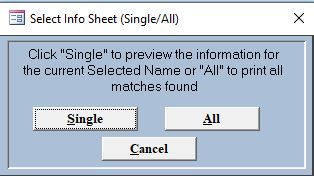 Select Info Sheet (Single/All)
Click "Single" to preview the information for
the current Selected Name or "All" to print all
matches found
Single
All
Cancel